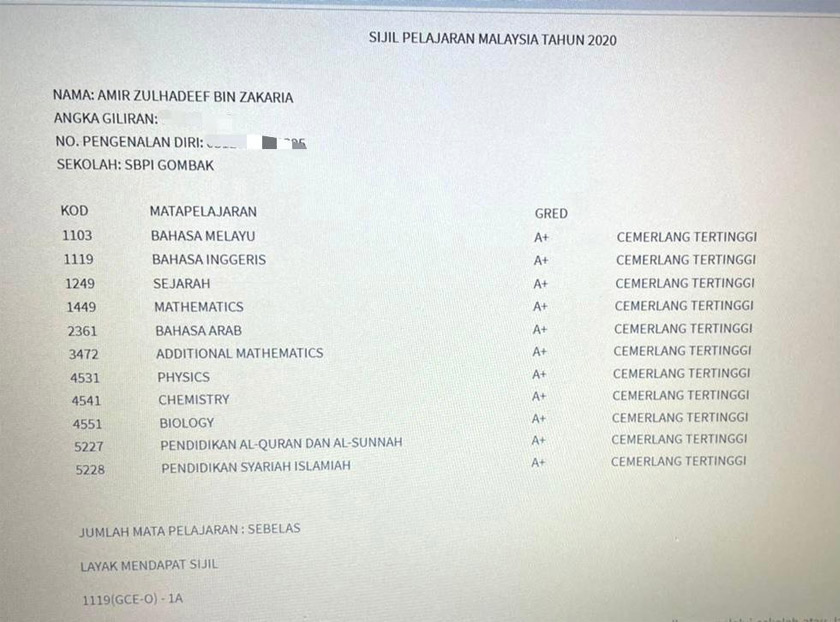 SIJIL PELAJARAN MALAYSIA TAHUN 2020
NAMA: AMIR ZULHADEEF BIN ZAKARIA
ANGKA GILIRAN:
NO. PENGENALAN DIRI:
SEKOLAH: SBPI GOMBAK
KOD MATAPELAJARAN GRED
1103 BAHASA MELAYU A+ CEMERLANG TERTINGGI
1119 BAHASA INGGERIS A+ CEMERLANG TERTINGGI
1249 SEJARAH A+ CEMERLANG TERTINGGI
1449 MATHEMATICS A+ CEMERLANG TERTINGGI
2361 BAHASA ARAB A+ CEMERLANG TERTINGGI
3472 ADDITIONAL MATHEMATICS A+ CEMERLANG TERTINGGI
4531 PHYSICS A+ CEMERLANG TERTINGGI
4541 CHEMISTRY A+ CEMERLANG TERTINGGI
4551 BIOLOGY A+ CEMERLANG TERTINGGI
5227 PENDIDIKAN AL-QURAN DAN AL-SUNNAH A+ CEMERLANG TERTINGGI
5228 PENDIDIKAN SYARIAH ISLAMIAH A+ CEMERLANG TERTINGGI
JUMLAH MATA PELAJARAN : SEBELAS
LAYAK MENDAPAT SIJIL
1119(GCE-O) - 1A